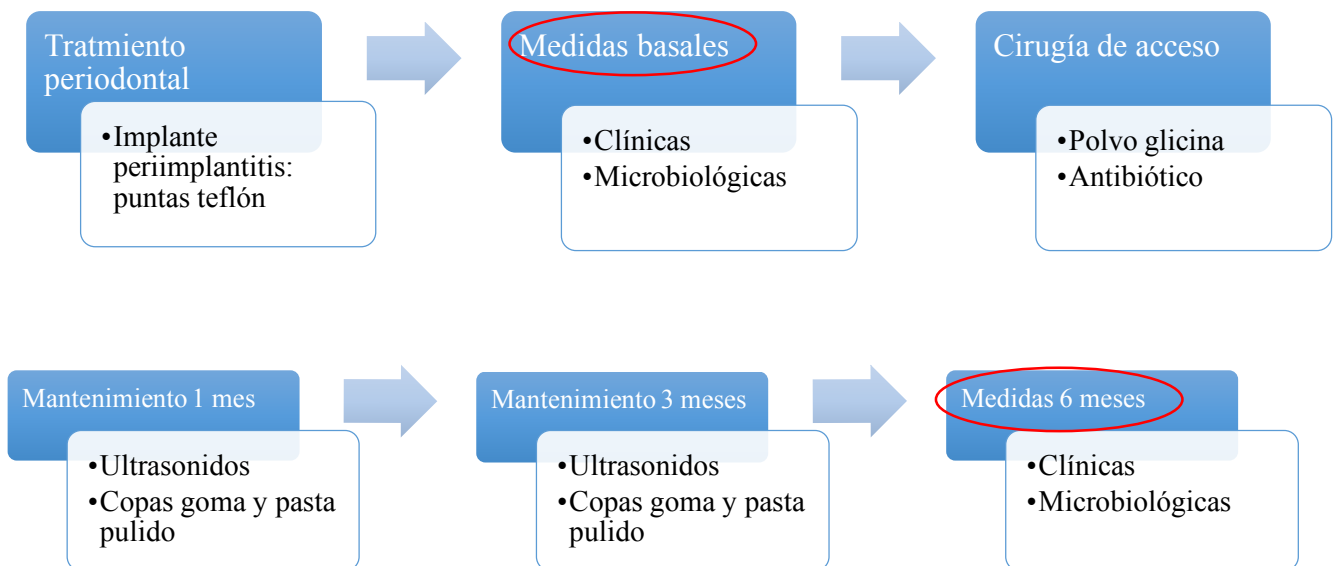 Tratmiento
periodontal
•Implante
periimplantitis:
puntas teflón
Medidas basales
•Clínicas
•Microbiológicas
Cirugía de acceso
•Polvo glicina
•Antibiótico
Mantenimiento 1 mes
•Ultrasonidos
•Copas goma y pasta
pulido
Mantenimiento 3 meses
•Ultrasonidos
•Copas goma y pasta
pulido
Medidas 6 meses
•Clínicas
•Microbiológicas